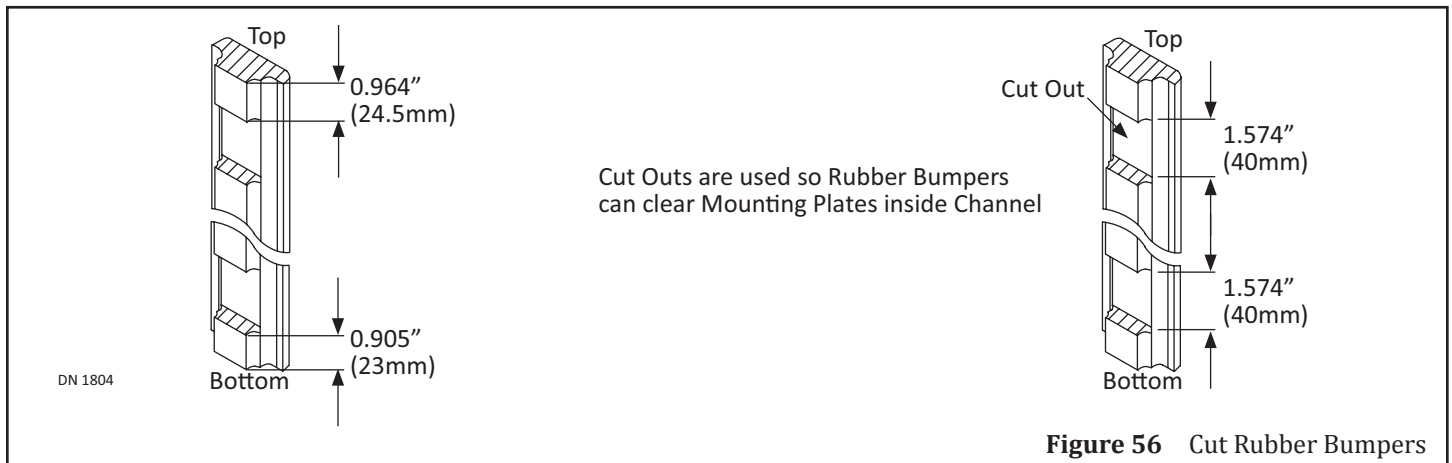 Top
0.964”
(24.5mm)
0.905”
(23mm)
Bottom
DN 1804
Cut Outs are used so Rubber Bumpers
can clear Mounting Plates inside Channel
Top
Cut Out
1.574”
(40mm)
1.574”
(40mm)
Bottom
Figure 56 Cut Rubber Bumpers